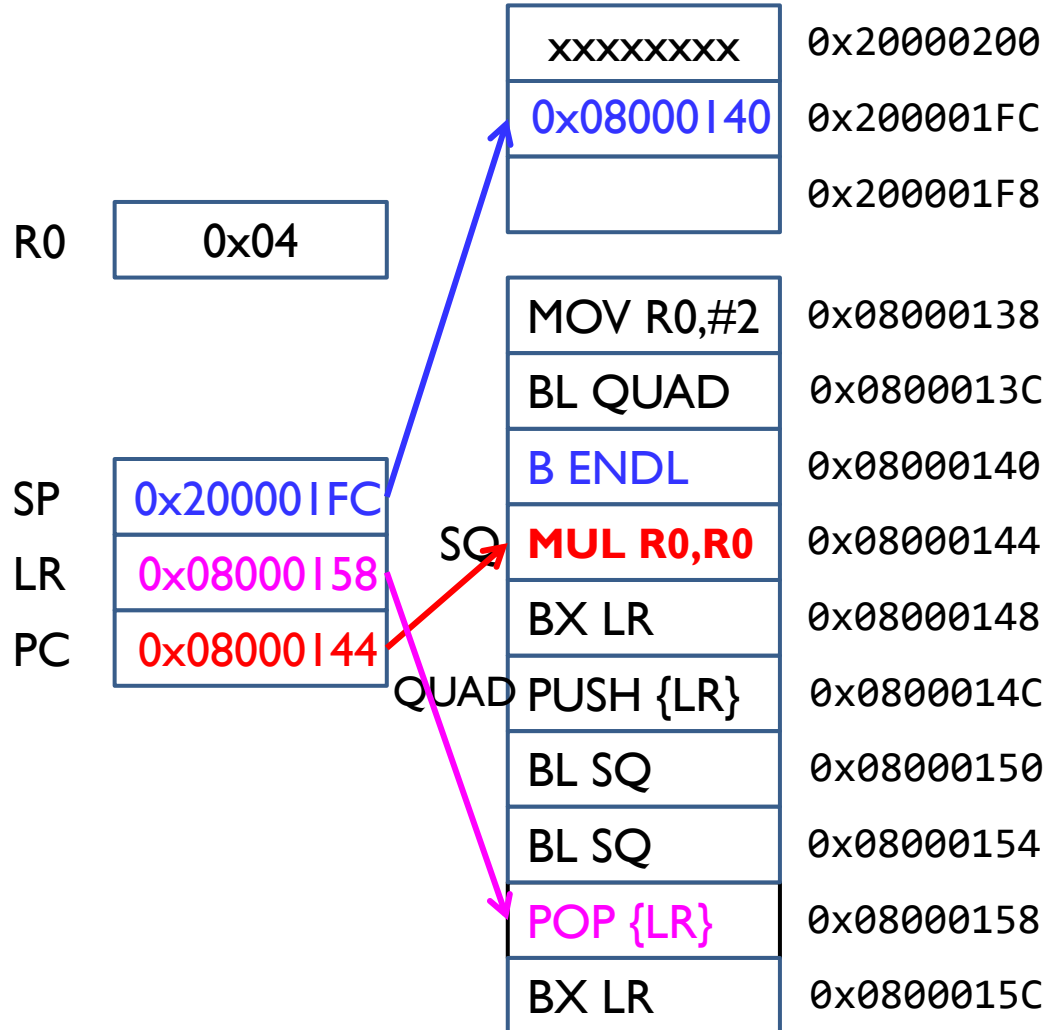 xxxxxxxx 0x20000200
0x08000140 0x200001FC
0x200001F8
R0 0x04
MOV R0,#2 0x08000138
BL QUAD 0x0800013C
B ENDL 0x08000140
SP 0x200001FC
SQ MUL R0,R0 0x08000144
LR 0x08000158
BX LR 0x08000148
PC 0x08000144
QUAD PUSH {LR} 0x0800014C
BL SQ 0x08000150
BL SQ 0x08000154
POP {LR} 0x08000158
BX LR 0x0800015C